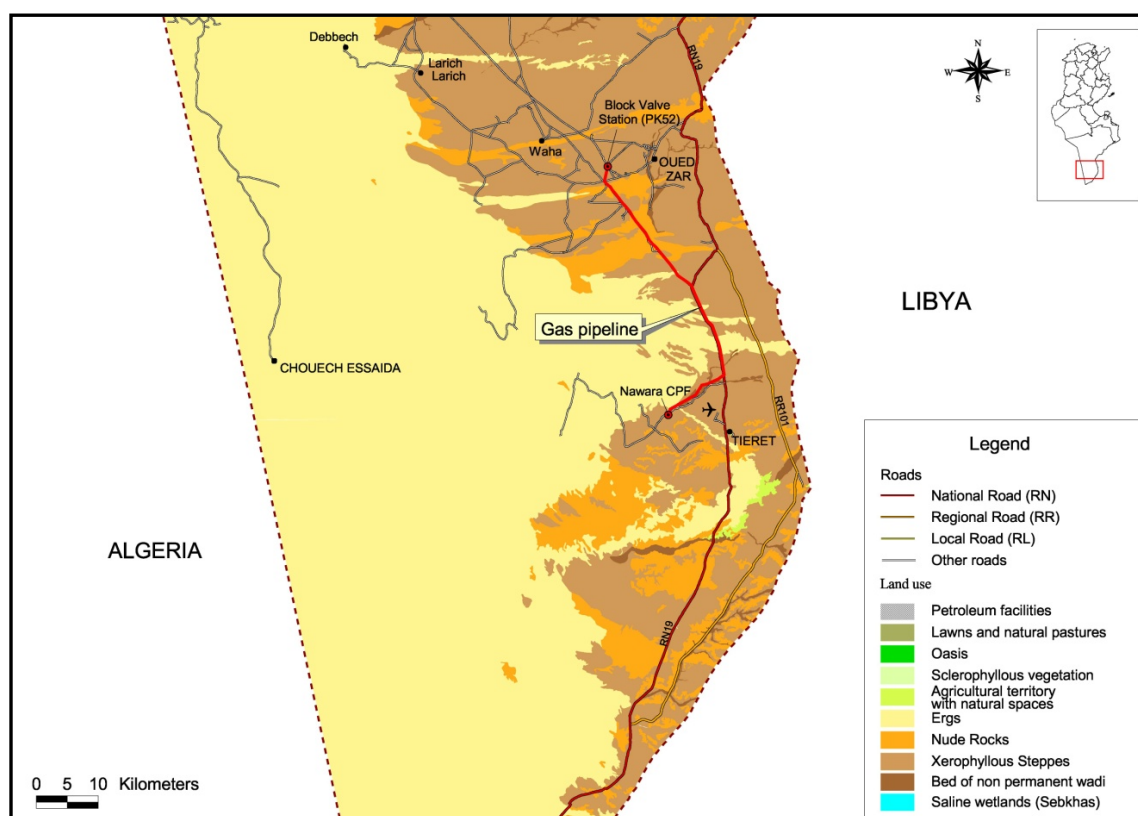 Debbech
Larich
Larich
RN19
Block Valve
Station (PK52)
Waha
OUED
ZAR
N
W
E
S
LIBYA
Gas pipeline
CHOUECH ESSAIDA
Nawara CPF
RR101
TIERET
ALGERIA
RN19
0 5 10 Kilometers
Legend
Roads
National Road (RN)
Regional Road (RR)
Local Road (RL)
Other roads
Land use
Petroleum facilities
Lawns and natural pastures
Oasis
Sclerophyllous vegetation
Agricultural territory
with natural spaces
Ergs
Nude Rocks
Xerophyllous Steppes
Bed of non permanent wadi
Saline wetlands (Sebkhas)